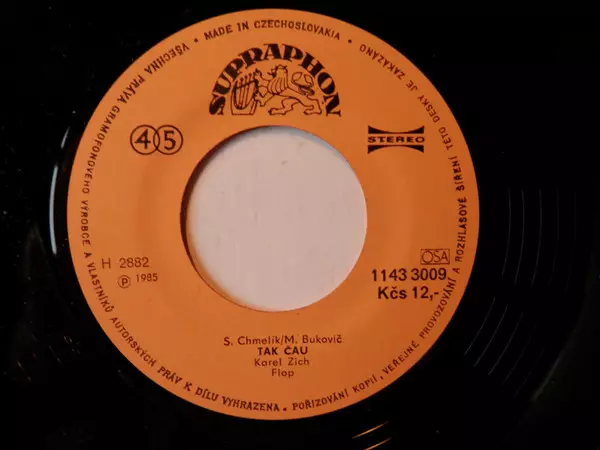 VŠECHNA PRÁVA GRAMOFONOVÉHO VÝROBCE A VLASTNÍKŮ AUTORSKÝCH PRÁV K DÍLU VYHRAZENA • POŘIZOVÁNÍ KOPIÍ, VEŘEJNÉ PROVOZOVÁNÍ A ROZHLASOVÉ ŠÍŘENÍ TÉTO DESKY JE ZAKÁZÁNO • MADE IN CZECHOSLOVAKIA •
SUPRAPHON
45
STEREO
H 2882
℗ 1985
OSA
1143 3009
Kčs 12,-
S. Chmelík/M. Bukovič
TAK ČAU
Karel Zich
Flop